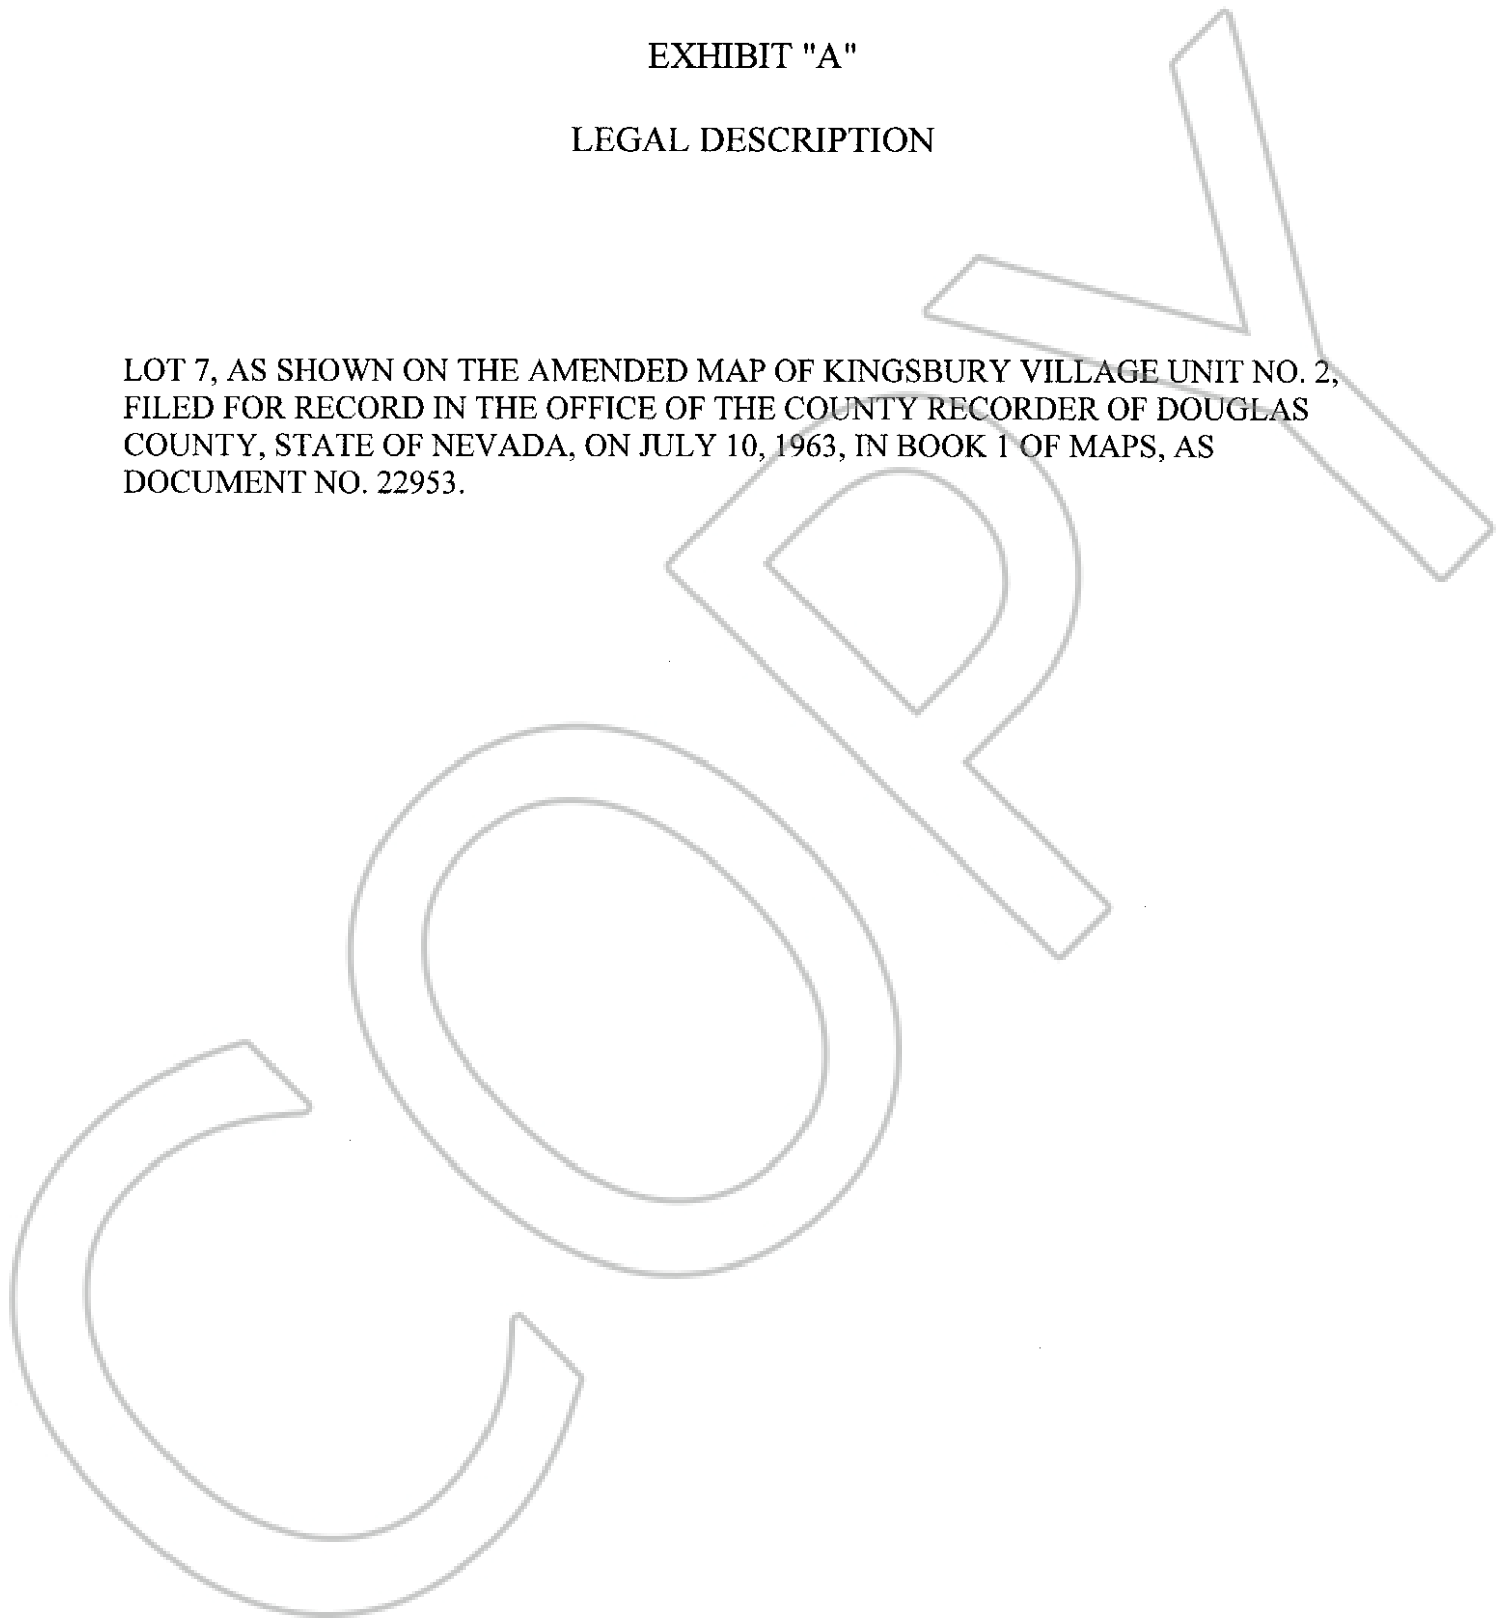 EXHIBIT "A"
LEGAL DESCRIPTION
LOT 7, AS SHOWN ON THE AMENDED MAP OF KINGSBURY VILLAGE UNIT NO. 2,
FILED FOR RECORD IN THE OFFICE OF THE COUNTY RECORDER OF DOUGLAS
COUNTY, STATE OF NEVADA, ON JULY 10, 1963, IN BOOK 1 OF MAPS, AS
DOCUMENT NO. 22953.
COPY